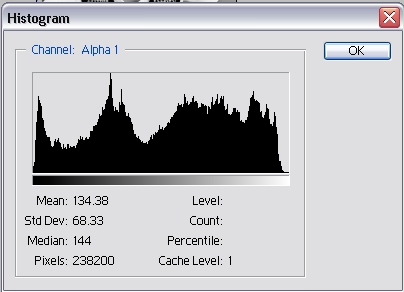 Histogram
Channel: Alpha 1
OK
Mean: 134.38
Level:
Std Dev: 68.33
Count:
Median: 144
Percentile:
Pixels: 238200
Cache Level: 1